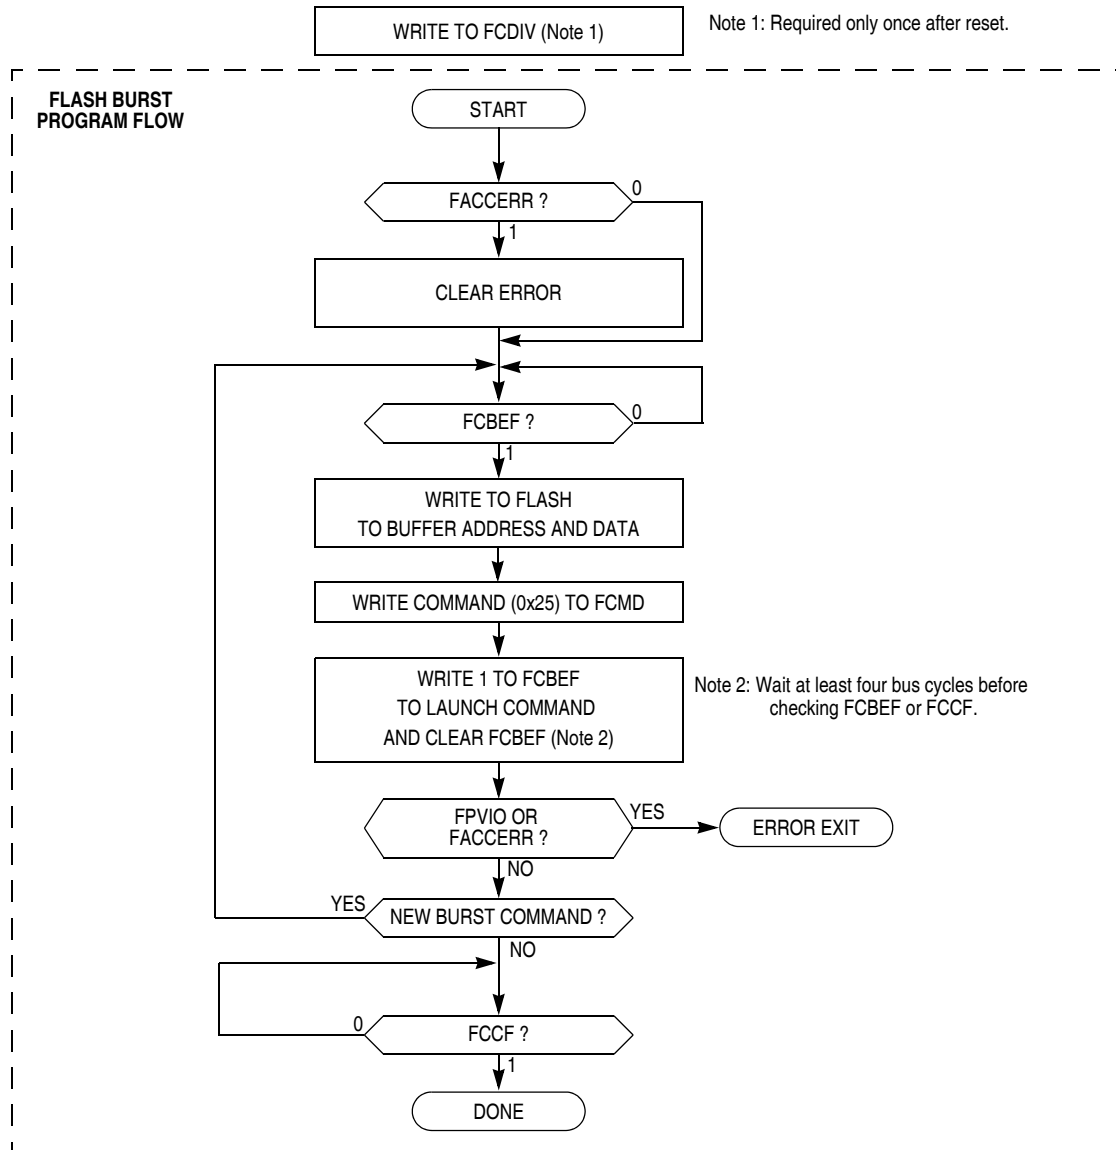 WRITE TO FCDIV (Note 1)
Note 1: Required only once after reset.
FLASH BURST
PROGRAM FLOW
START
FACCERR ?
0
1
CLEAR ERROR
FCBEF ?
0
1
WRITE TO FLASH
TO BUFFER ADDRESS AND DATA
WRITE COMMAND (0x25) TO FCMD
WRITE 1 TO FCBEF
TO LAUNCH COMMAND
AND CLEAR FCBEF (Note 2)
Note 2: Wait at least four bus cycles before
checking FCBEF or FCCF.
FPVIO OR
FACCERR ?
YES
ERROR EXIT
NO
YES
NEW BURST COMMAND ?
NO
0
FCCF ?
1
DONE